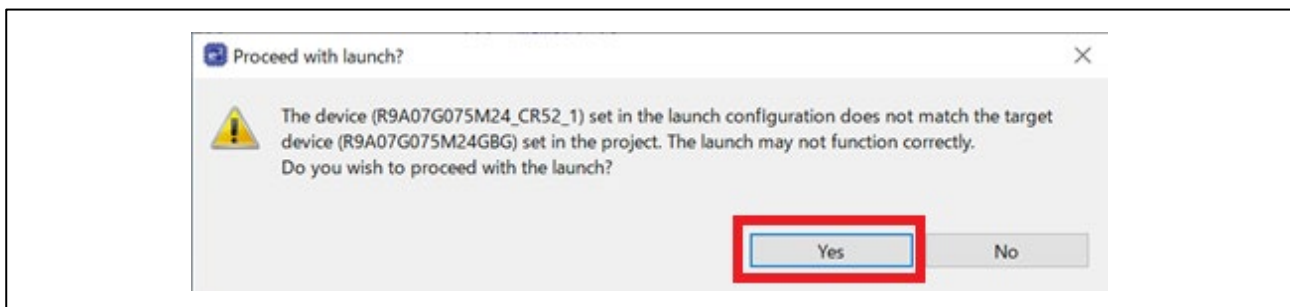 Proceed with launch?
The device (R9A07G075M24_CR52_1) set in the launch configuration does not match the target
device (R9A07G075M24GBG) set in the project. The launch may not function correctly.
Do you wish to proceed with the launch?
Yes No